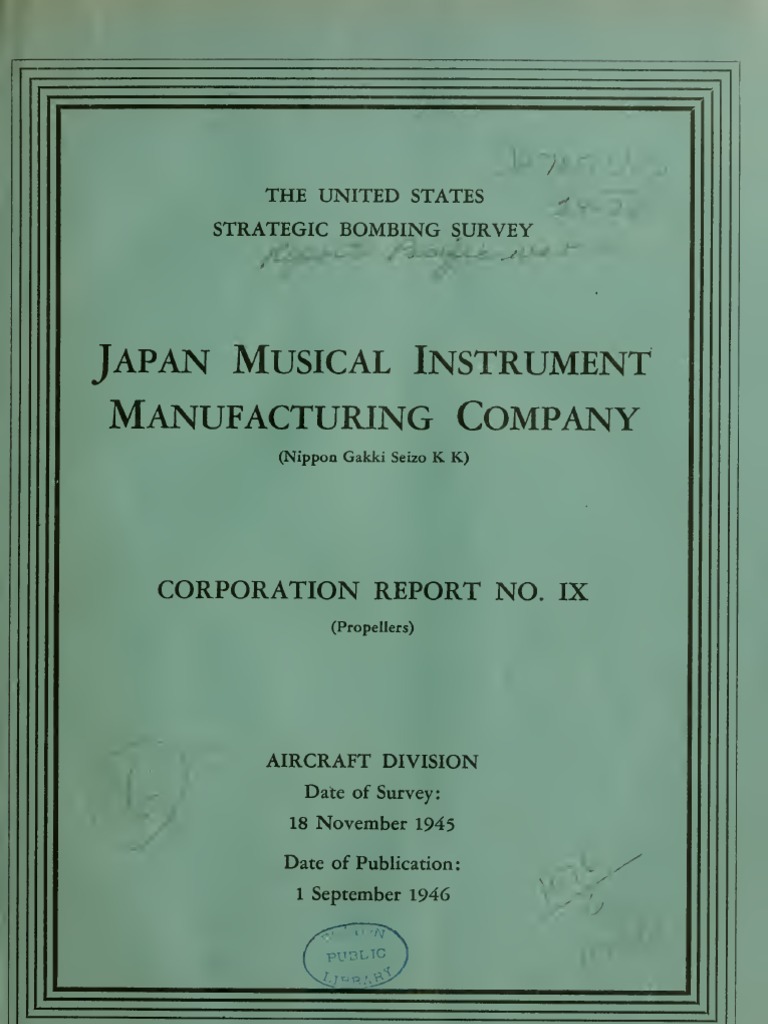 THE UNITED STATES
STRATEGIC BOMBING SURVEY
JAPAN MUSICAL INSTRUMENT
MANUFACTURING COMPANY
(Nippon Gakki Seizo K K)
CORPORATION REPORT NO. IX
(Propellers)
AIRCRAFT DIVISION
Date of Survey:
18 November 1945
Date of Publication:
1 September 1946
PUBLIC
LIBRARY